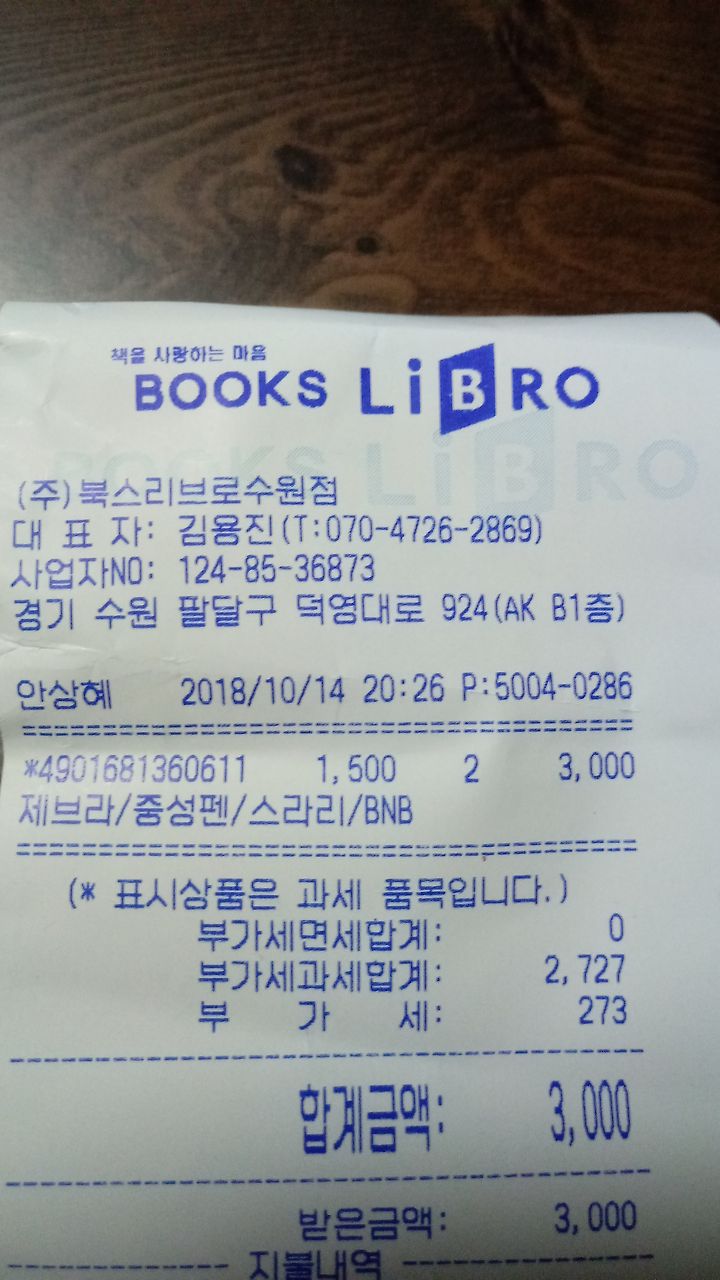 책을 사랑하는 마음
BOOKS LiBRO
(주)북스리브로수원점
대 표 자: 김용진(T:070-4726-2869)
사업자NO: 124-85-36873
경기 수원 팔달구 덕영대로 924(AK B1층)
안상혜 2018/10/14 20:26 P:5004-0286
=====================================
*4901681360611 1,500 2 3,000
제브라/중성펜/스라리/BNB
=====================================
(* 표시상품은 과세 품목입니다.)
부가세면세합계: 0
부가세과세합계: 2,727
부 가 세: 273
합계금액: 3,000
받은금액: 3,000
지불내역